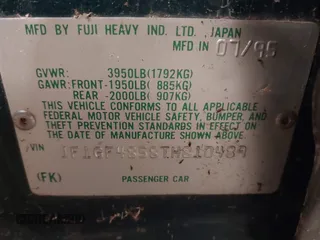 MFD BY FUJI HEAVY IND. LTD. JAPAN
MFD IN 07/95
GVWR: 3950LB(1792KG)
GAWR:FRONT-1950LB( 885KG)
REAR -2000LB( 907KG)
THIS VEHICLE CONFORMS TO ALL APPLICABLE
FEDERAL MOTOR VEHICLE SAFETY, BUMPER, AND
THEFT PREVENTION STANDARDS IN EFFECT ON THE
DATE OF MANUFACTURE SHOWN ABOVE.
VIN
(FK) PASSENGER CAR